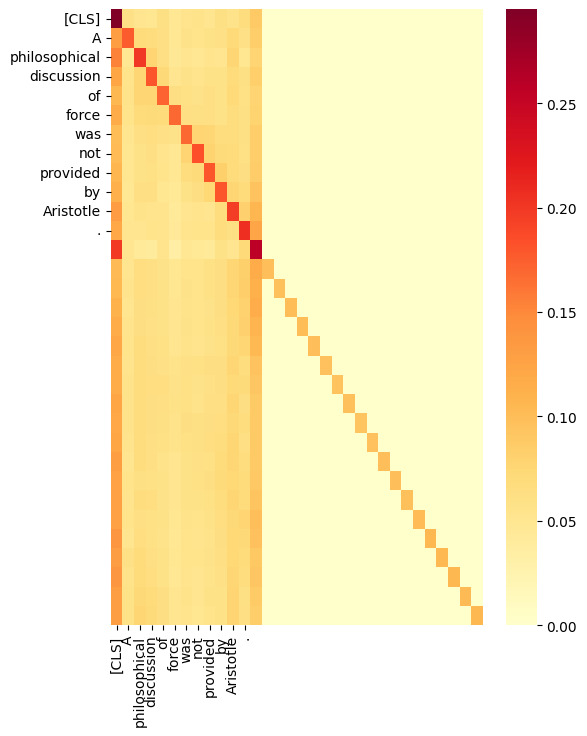 [CLS]
A
philosophical
discussion
of
force
was
not
provided
by
Aristotle
.
0.25
0.20
0.15
0.10
0.05
0.00
[CLS]
A
philosophical
discussion
of
force
was
not
provided
by
Aristotle
.